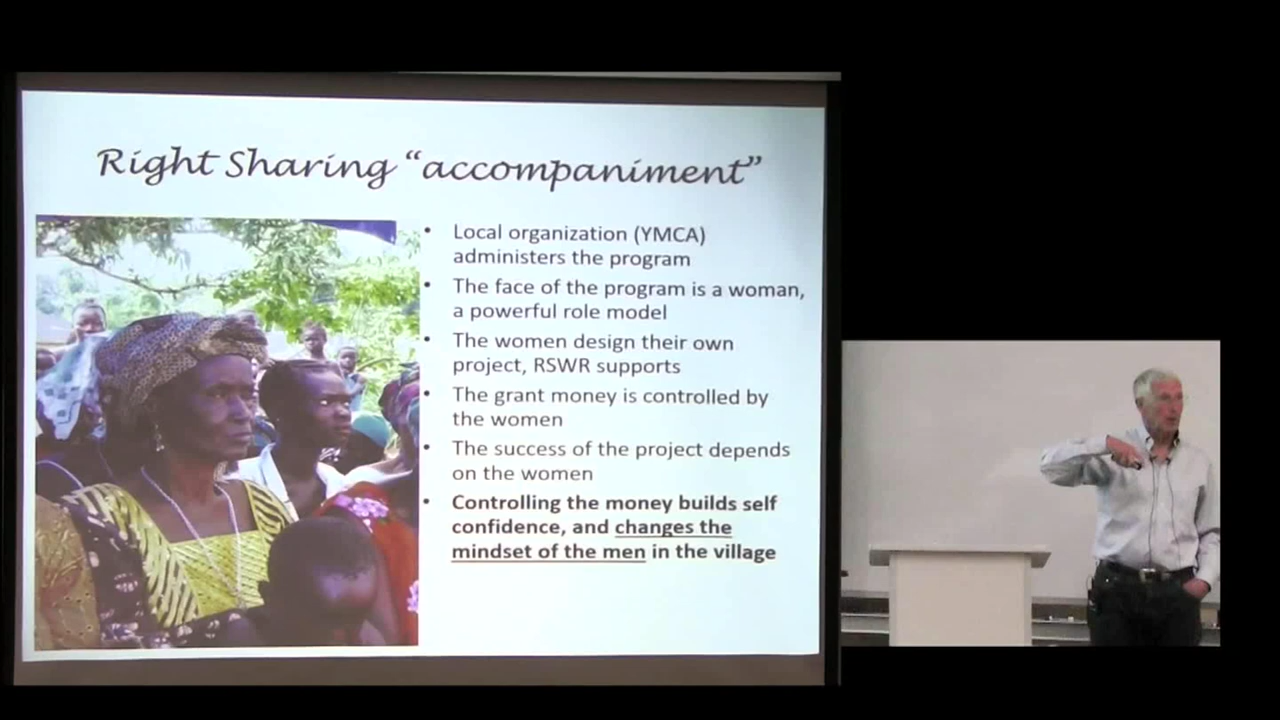 Right Sharing “accompaniment”
• Local organization (YMCA)
administers the program
• The face of the program is a woman,
a powerful role model
• The women design their own
project, RSWR supports
• The grant money is controlled by
the women
• The success of the project depends
on the women
• Controlling the money builds self
confidence, and changes the
mindset of the men in the village